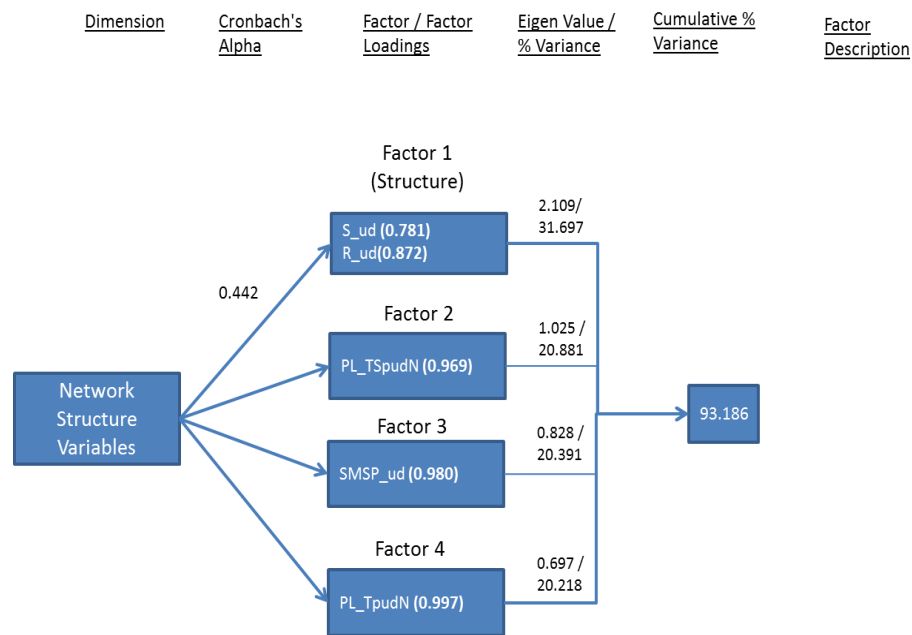 Dimension
Cronbach's
Alpha
Factor / Factor
Loadings
Eigen Value /
% Variance
Cumulative %
Variance
Factor
Description
Factor 1
(Structure)
2.109/
31.697
S_ud (0.781)
R_ud(0.872)
0.442
Factor 2
1.025 /
20.881
PL_TSpudN (0.969)
Network
Structure
Variables
93.186
Factor 3
0.828 /
20.391
SMSP_ud (0.980)
Factor 4
0.697 /
20.218
PL_TpudN (0.997)